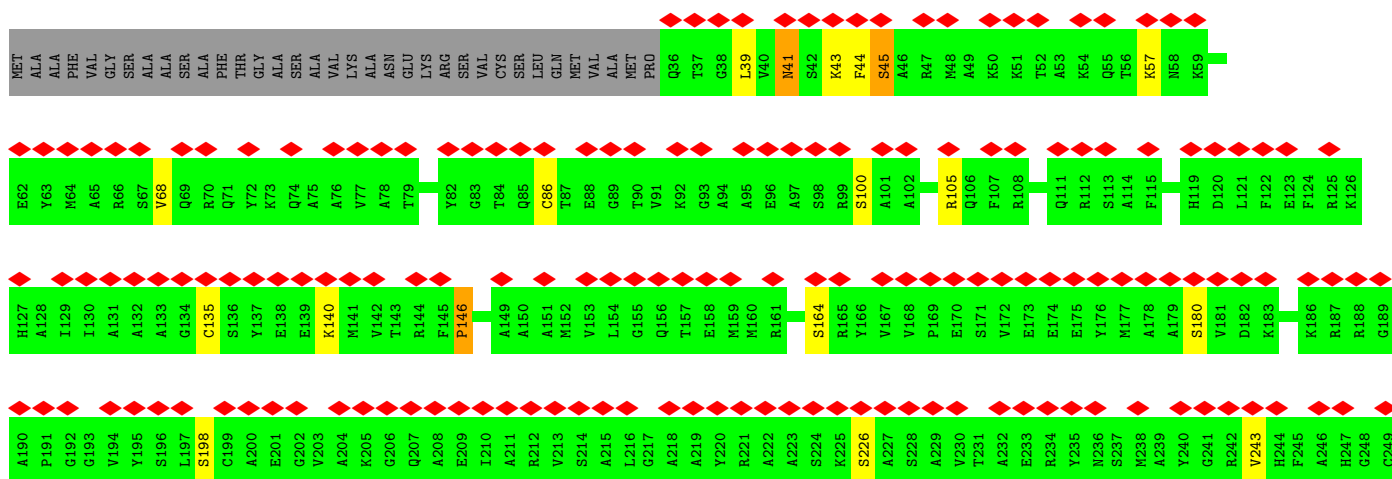 MET ALA ALA PHE VAL GLY SER ALA ALA SER ALA PHE THR GLY ALA SER ALA VAL LYS ALA ASN GLU LYS ARG SER VAL CYS SER LEU GLN MET VAL ALA MET PRO Q36 T37 G38 L39 V40 N41 S42 K43 F44 S45 A46 R47 M48 A49 K50 K51 T52 A53 K54 Q55 T56 K57 N58 K59
E62 Y63 M64 A65 R66 S67 V68 Q69 R70 Q71 Y72 K73 Q74 A75 A76 V77 A78 T79 Y82 G83 T84 Q85 C86 T87 E88 G89 T90 V91 K92 G93 A94 A95 E96 A97 S98 R99 S100 A101 A102 R105 Q106 F107 R108 Q111 R112 S113 A114 F115 H119 D120 L121 F122 E123 F124 R125 K126
H127 A128 I129 I130 A131 A132 A133 G134 C135 S136 Y137 E138 E139 K140 M141 V142 T143 R144 F145 P146 A149 A150 A151 M152 V153 L154 G155 Q156 T157 E158 M159 M160 R161 S164 R165 Y166 V167 V168 P169 E170 S171 V172 E173 E174 E175 Y176 M177 A178 A179 S180 V181 D182 K183 K186 R187 R188 G189
A190 P191 G192 G193 V194 Y195 S196 L197 S198 C199 A200 E201 G202 V203 A204 K205 G206 Q207 A208 E209 I210 A211 R212 V213 S214 A215 L216 G217 A218 A219 Y220 R221 A222 A223 S224 K225 S226 A227 S228 A229 V230 T231 A232 E233 R234 Y235 N236 S237 M238 A239 Y240 G241 R242 V243 H244 F245 A246 H247 G248 C249